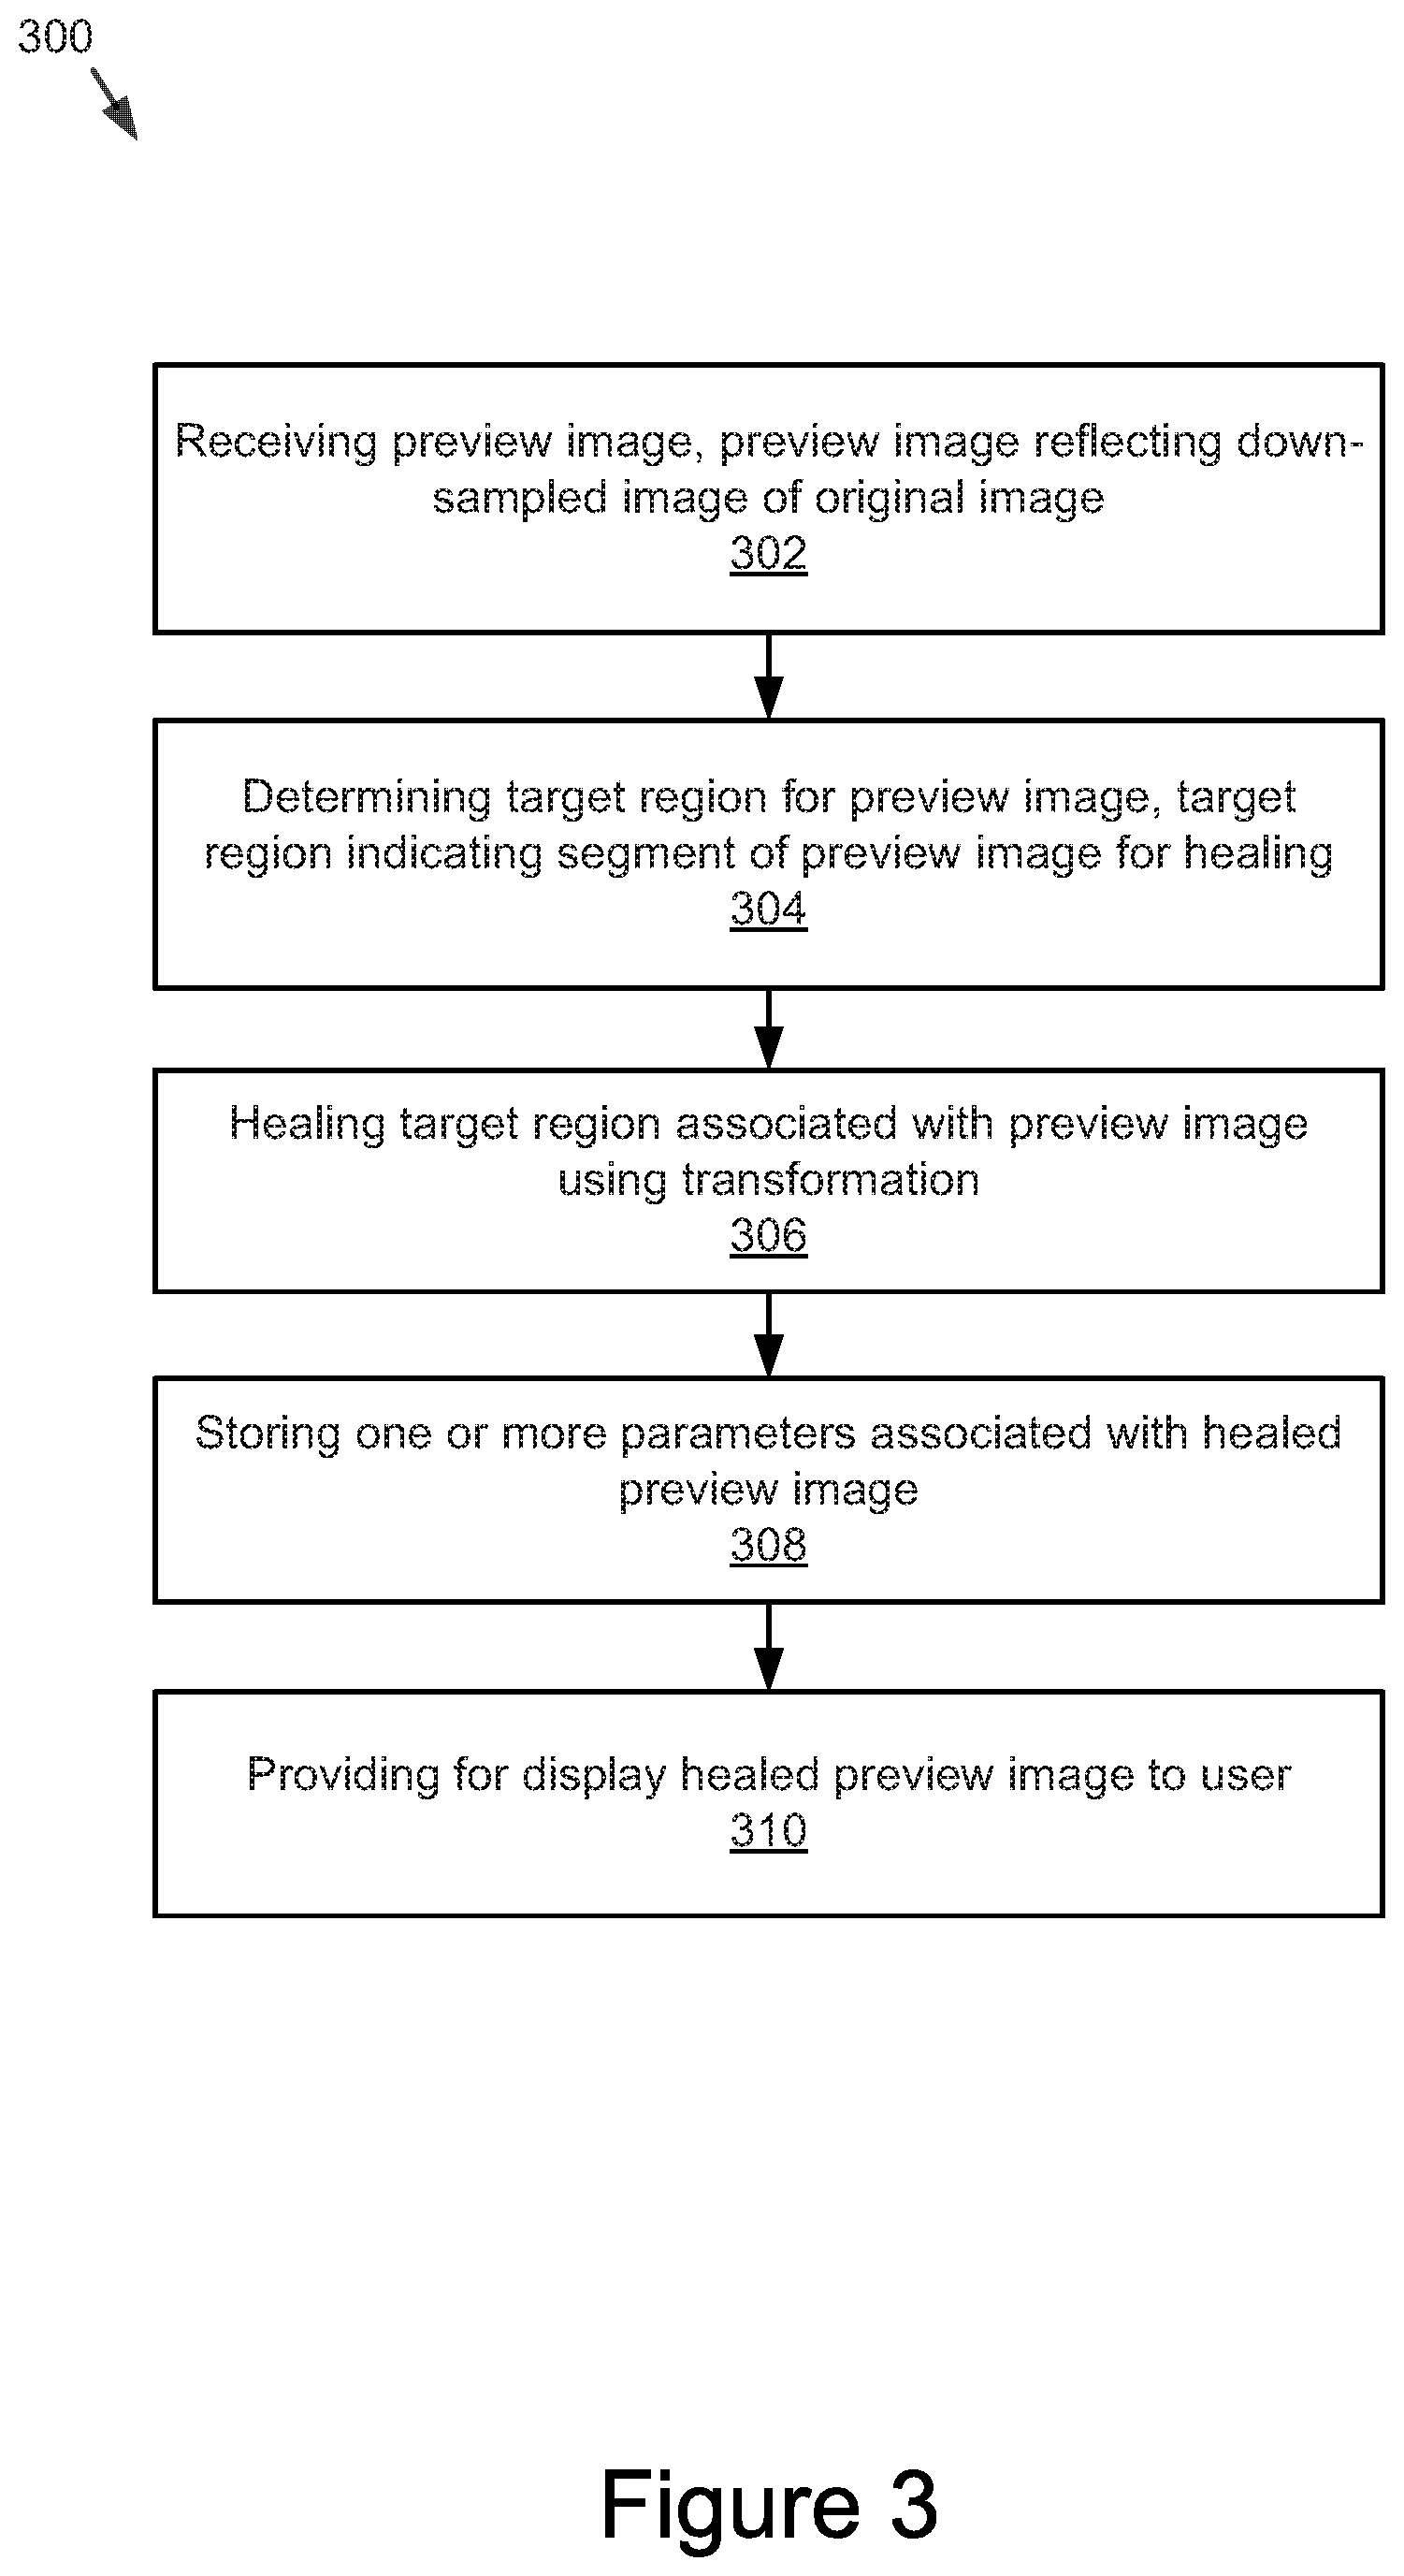 300
Receiving preview image, preview image reflecting down-
sampled image of original image
302
Determining target region for preview image, target
region indicating segment of preview image for healing
304
Healing target region associated with preview image
using transformation
306
Storing one or more parameters associated with healed
preview image
308
Providing for display healed preview image to user
310
Figure 3